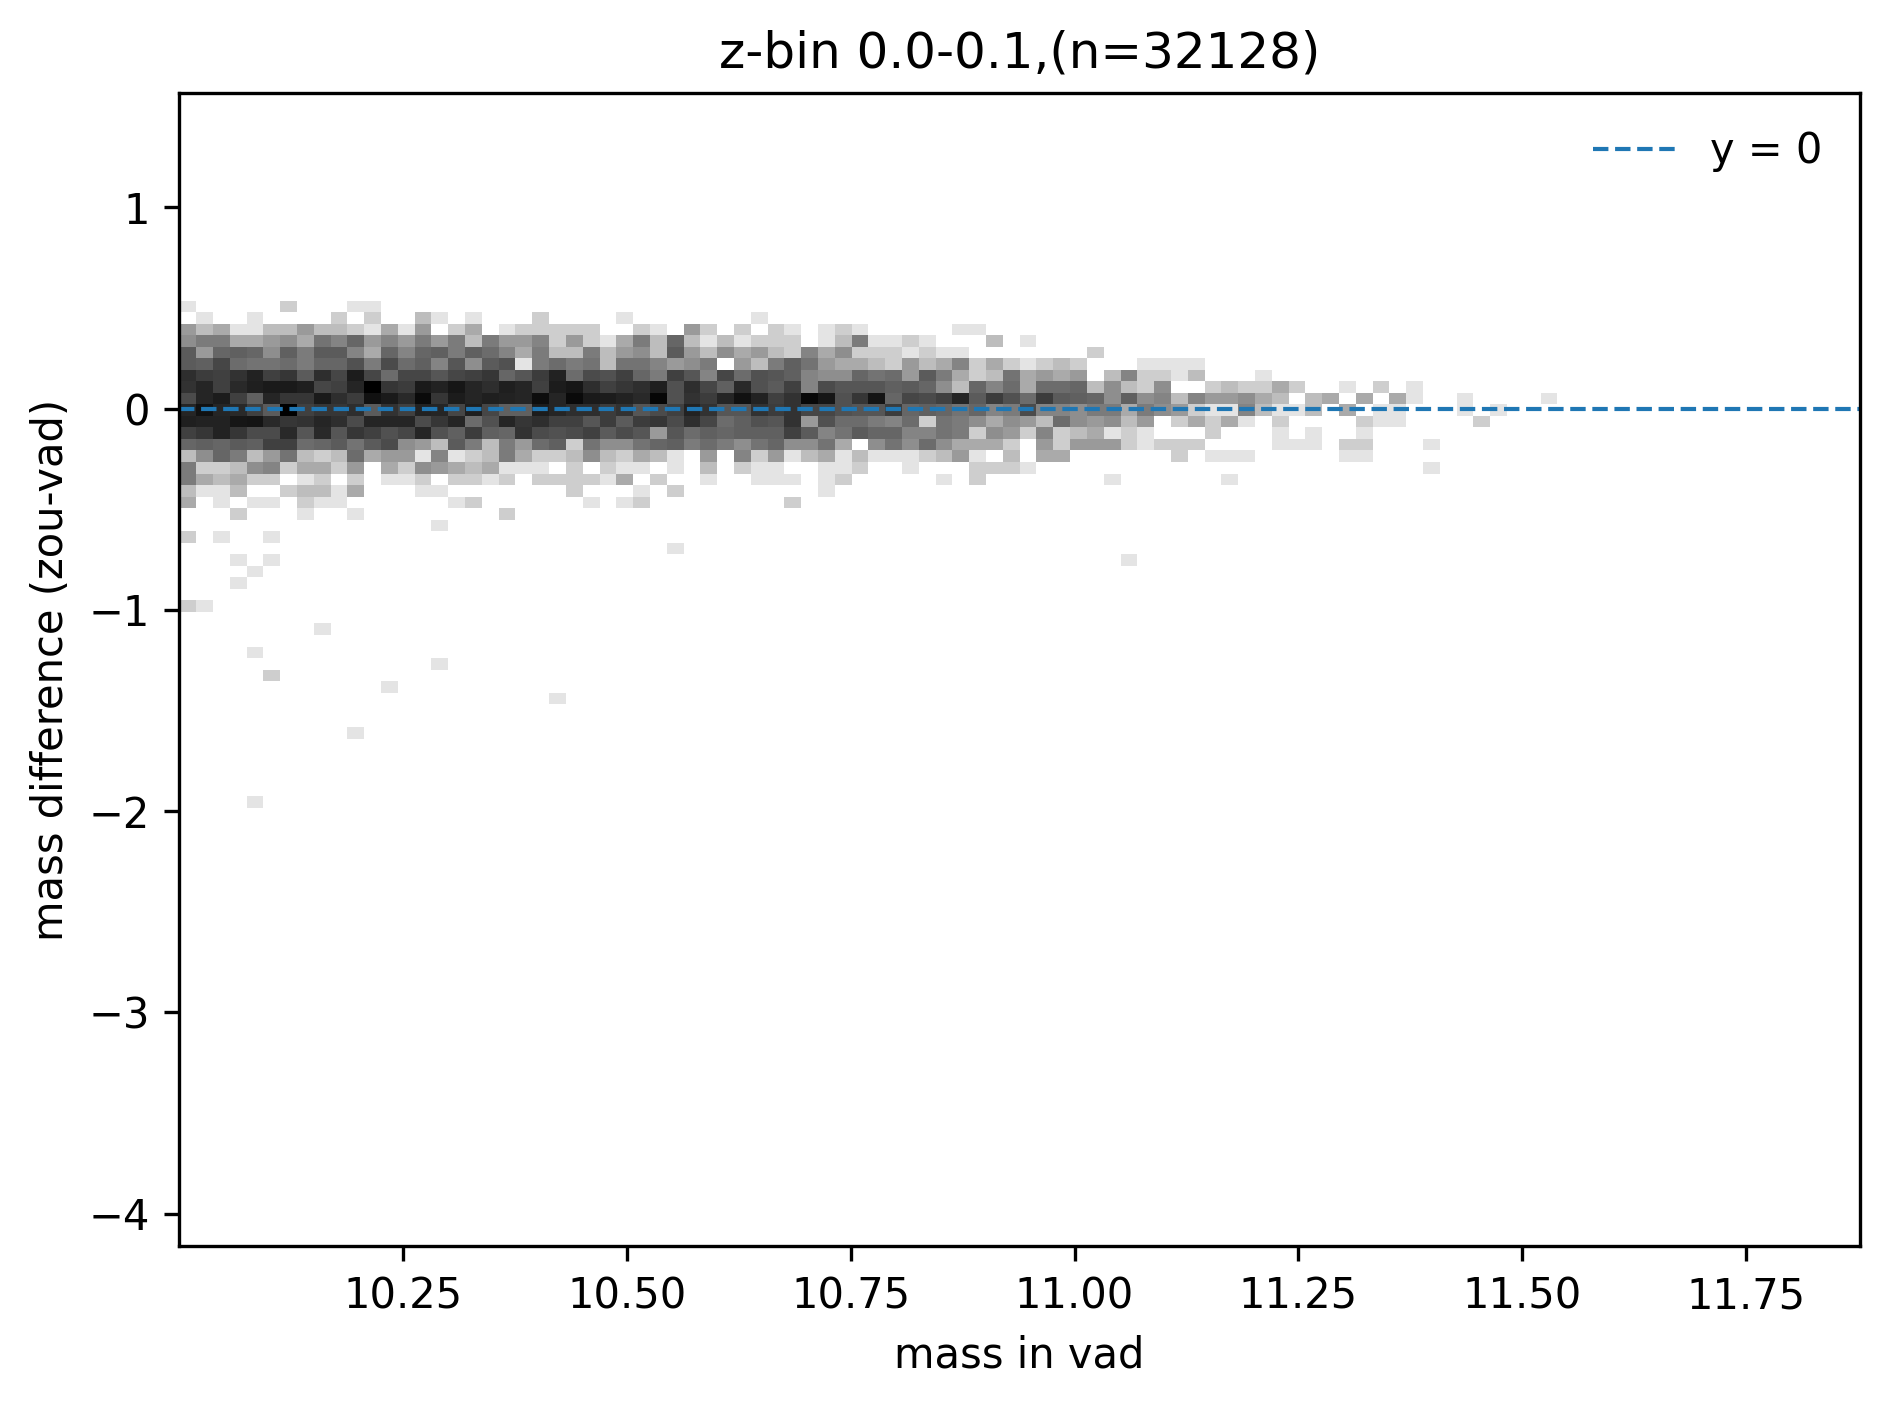 z-bin 0.0-0.1,(n=32128)
y = 0
1
0
−1
−2
−3
−4
mass difference (zou-vad)
10.25 10.50 10.75 11.00 11.25 11.50 11.75
mass in vad